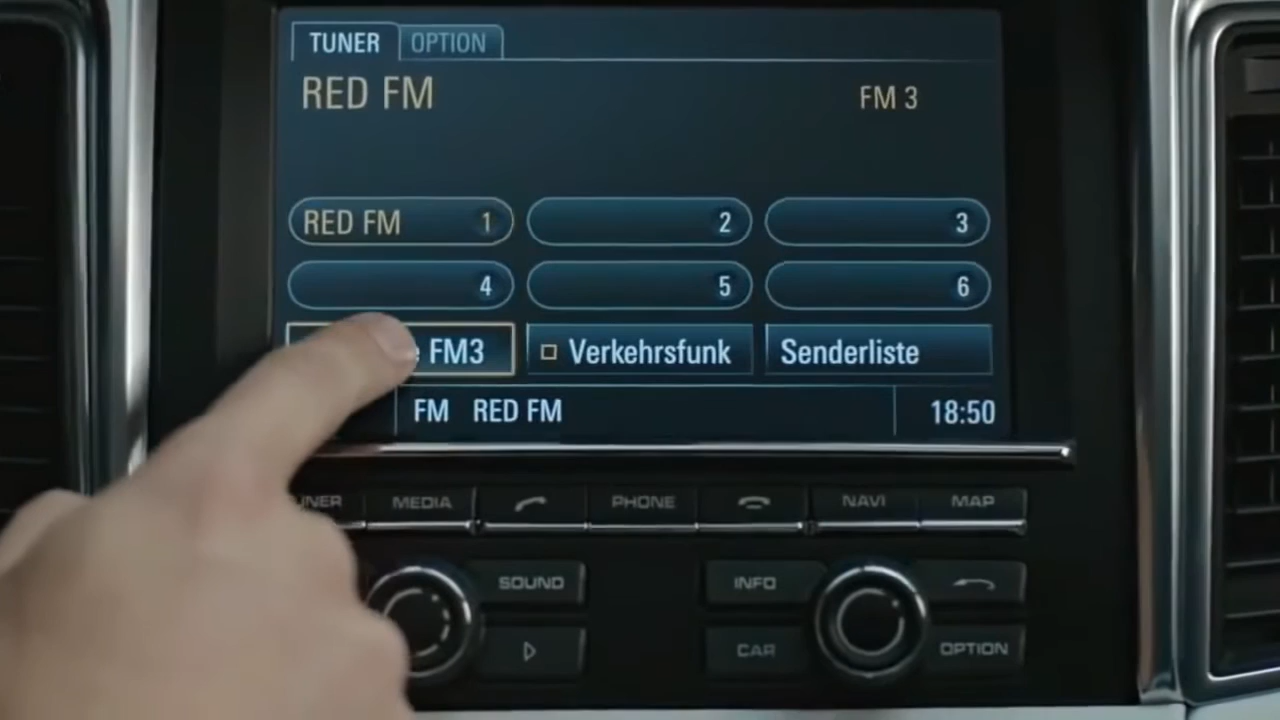 TUNER OPTION
RED FM FM 3
RED FM 1 2 3
4 5 6
FM3 Verkehrsfunk Senderliste
FM RED FM 18:50
MEDIA PHONE NAVI MAP
SOUND INFO
CAR OPTION